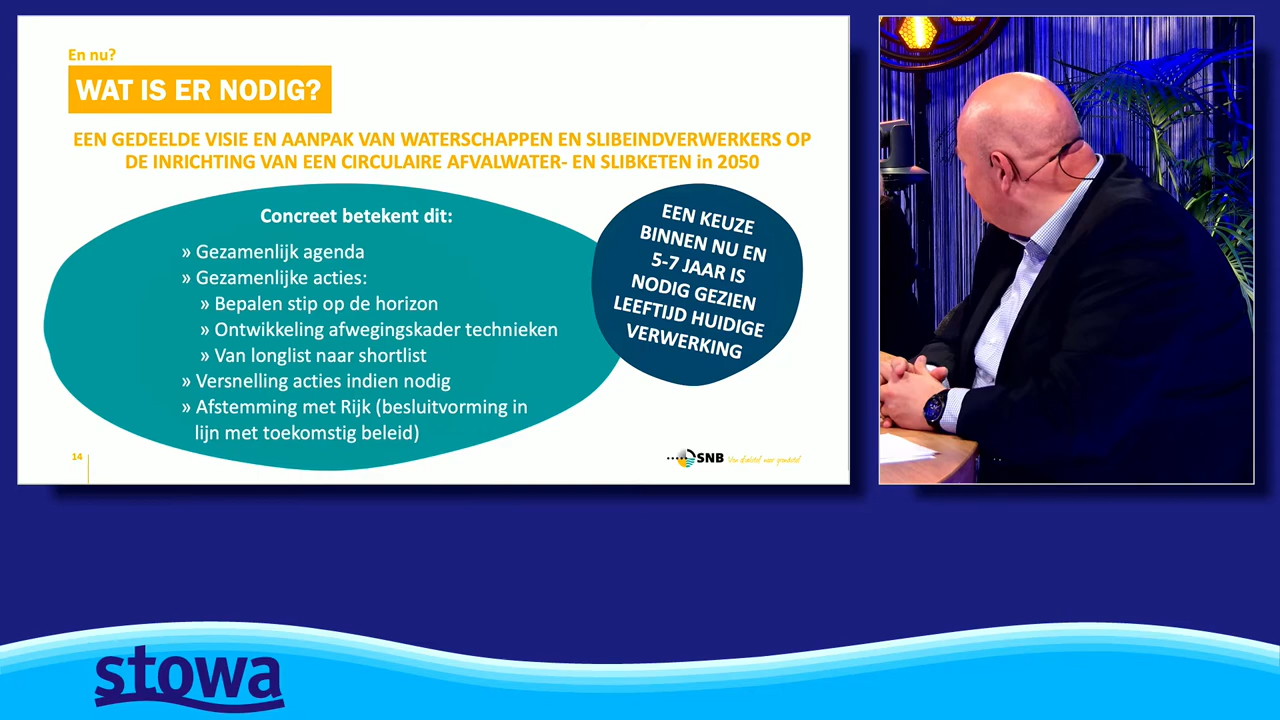 En nu?
WAT IS ER NODIG?
EEN GEDEELDE VISIE EN AANPAK VAN WATERSCHAPPEN EN SLIBEINDVERWERKERS OP
DE INRICHTING VAN EEN CIRCULAIRE AFVALWATER- EN SLIBKETEN in 2050
Concreet betekent dit:
» Gezamenlijk agenda
» Gezamenlijke acties:
» Bepalen stip op de horizon
» Ontwikkeling afwegingskader technieken
» Van longlist naar shortlist
» Versnelling acties indien nodig
» Afstemming met Rijk (besluitvorming in
lijn met toekomstig beleid)
EEN KEUZE
BINNEN NU EN
5-7 JAAR IS
NODIG GEZIEN
LEEFTIJD HUIDIGE
VERWERKING
14
SNB
stowa